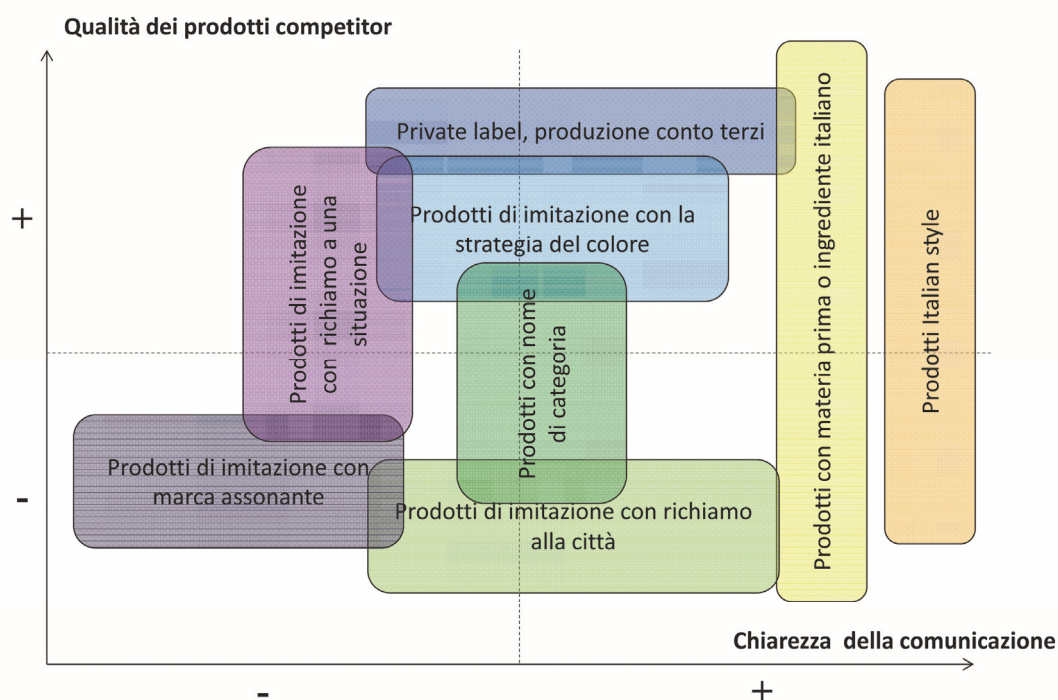 Qualità dei prodotti competitor
Private label, produzione conto terzi
+
Prodotti di imitazione
con richiamo a una
situazione
Prodotti di imitazione con la
strategia del colore
Prodotti con nome
di categoria
Prodotti con materia prima o ingrediente italiano
Prodotti Italian style
-
Prodotti di imitazione con
marca assonante
Prodotti di imitazione con richiamo
alla città
Chiarezza della comunicazione
-
+